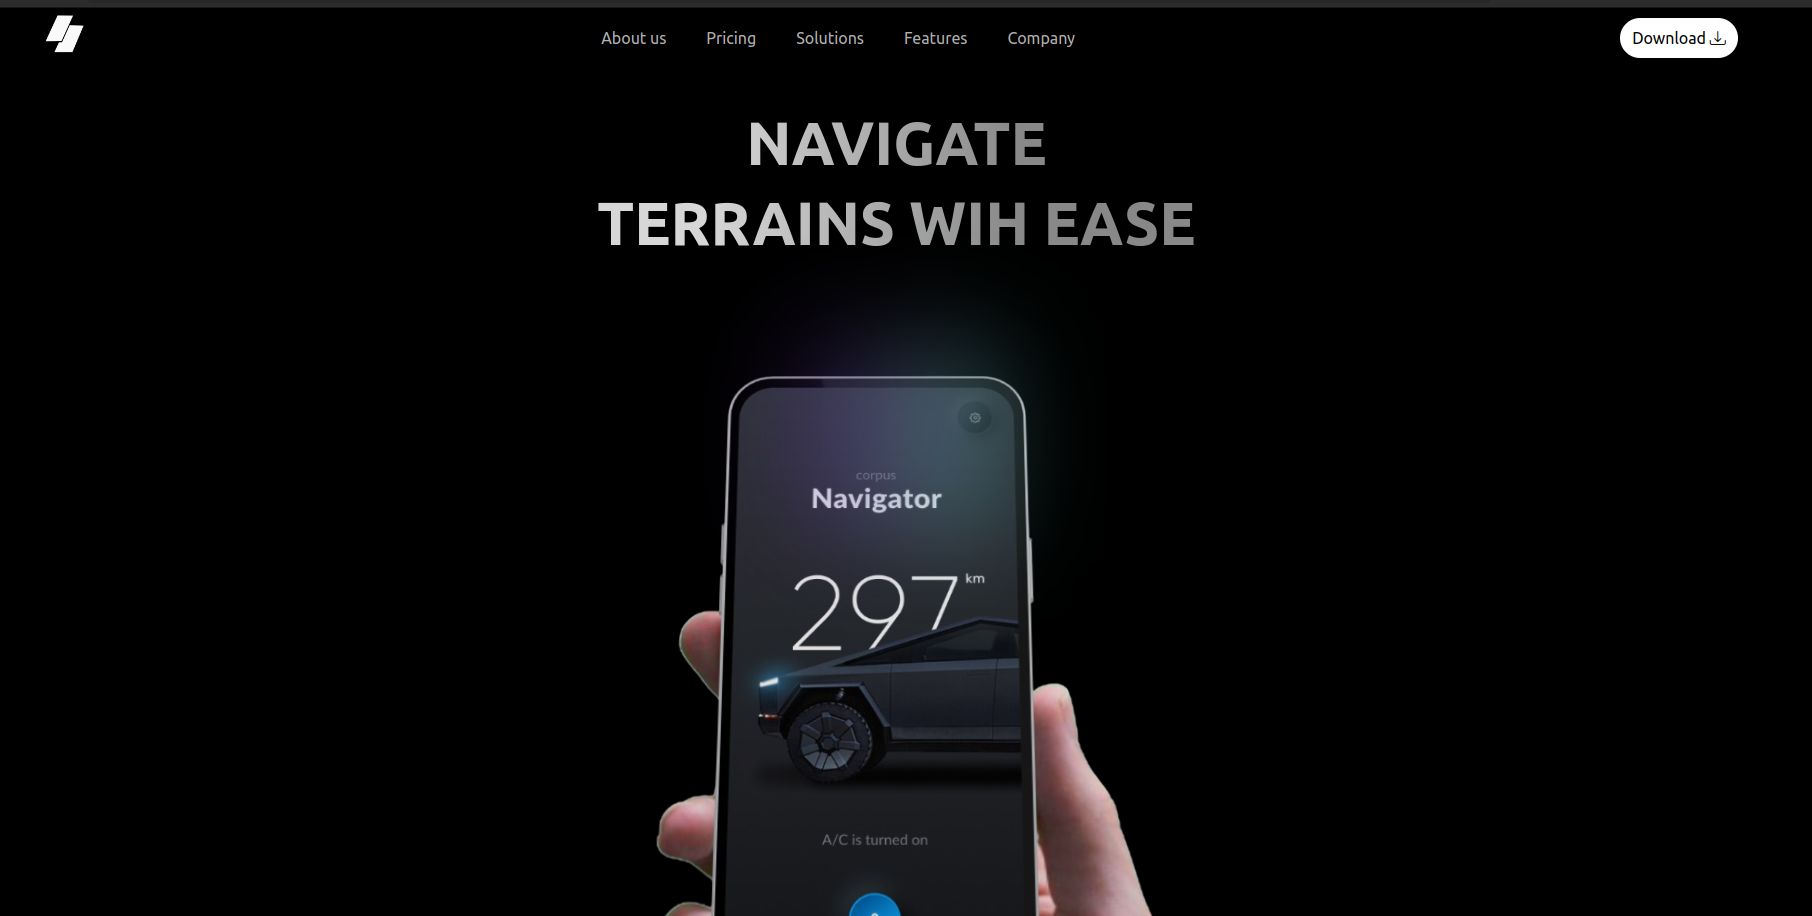 About us Pricing Solutions Features Company Download
NAVIGATE
TERRAINS WIH EASE
corpus
Navigator
297 km
A/C is turned on